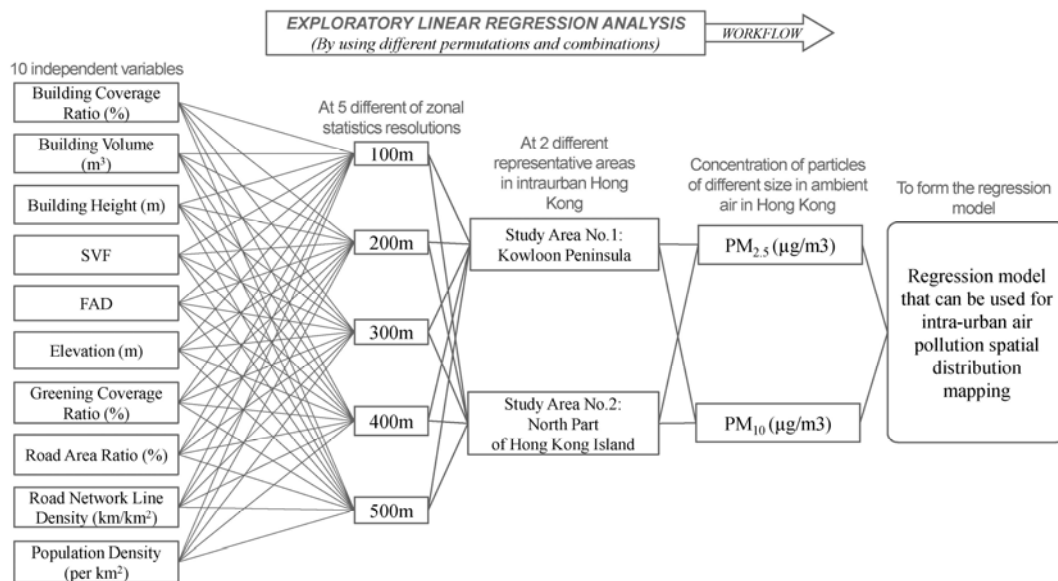 EXPLORATORY LINEAR REGRESSION ANALYSIS
(By using different permutations and combinations)
WORKFLOW
10 independent variables
Building Coverage
Ratio (%)
Building Volume
(m³)
Building Height (m)
SVF
FAD
Elevation (m)
Greening Coverage
Ratio (%)
Road Area Ratio (%)
Road Network Line
Density (km/km²)
Population Density
(per km²)
At 5 different of zonal
statistics resolutions
100m
200m
300m
400m
500m
At 2 different
representative areas
in intraurban Hong
Kong
Study Area No.1:
Kowloon Peninsula
Study Area No.2:
North Part
of Hong Kong Island
Concentration of particles
of different size in ambient
air in Hong Kong
PM₂.₅ (µg/m3)
PM₁₀ (µg/m3)
To form the regression
model
Regression model
that can be used for
intra-urban air
pollution spatial
distribution
mapping